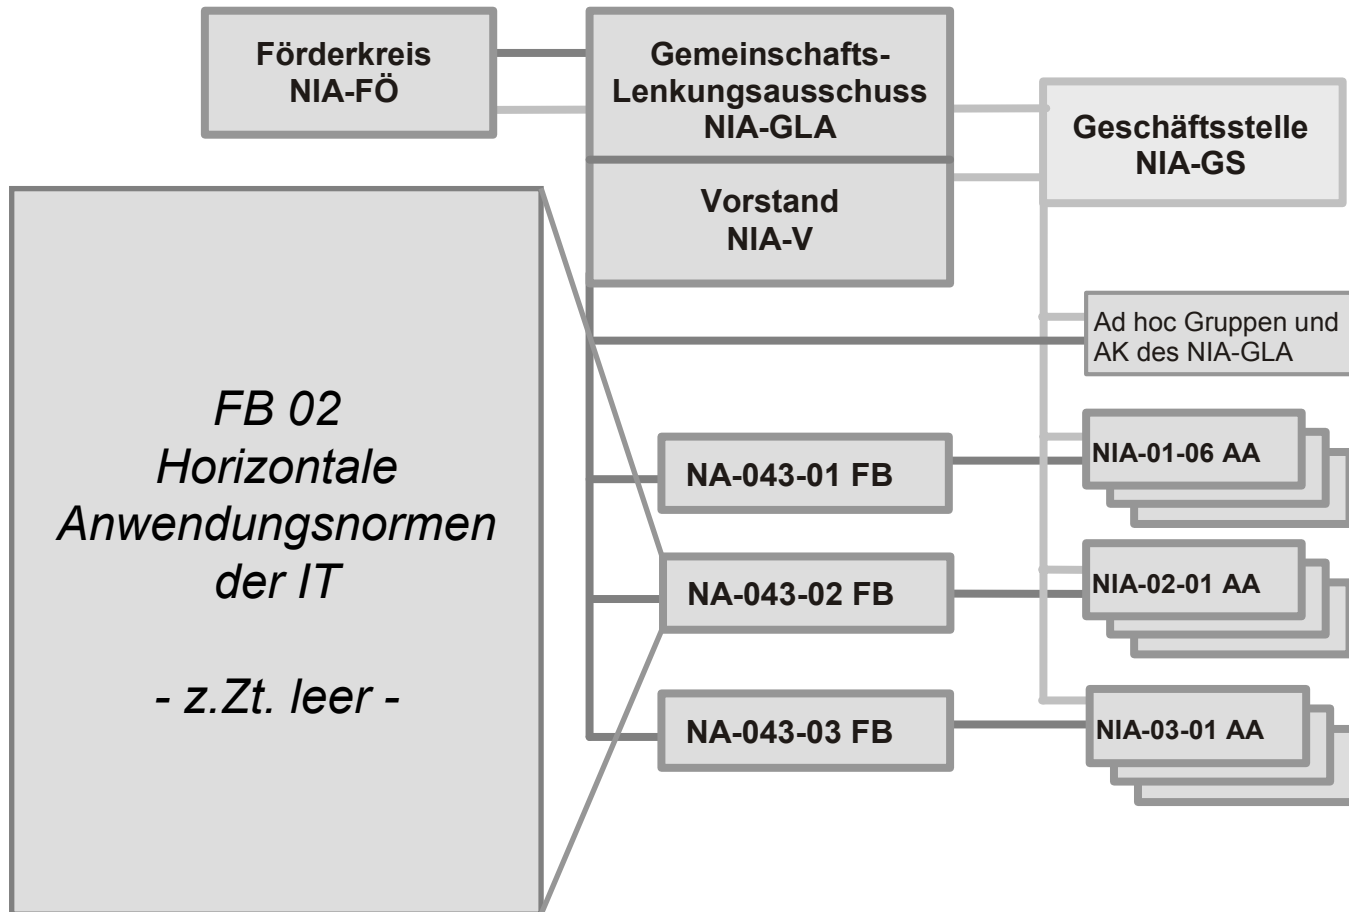 Förderkreis
NIA-FÖ
Gemeinschafts-
Lenkungsausschuss
NIA-GLA
Geschäftsstelle
NIA-GS
Vorstand
NIA-V
Ad hoc Gruppen und
AK des NIA-GLA
FB 02
Horizontale
Anwendungsnormen
der IT
- z.Zt. leer -
NA-043-01 FB
NIA-01-06 AA
NA-043-02 FB
NIA-02-01 AA
NA-043-03 FB
NIA-03-01 AA